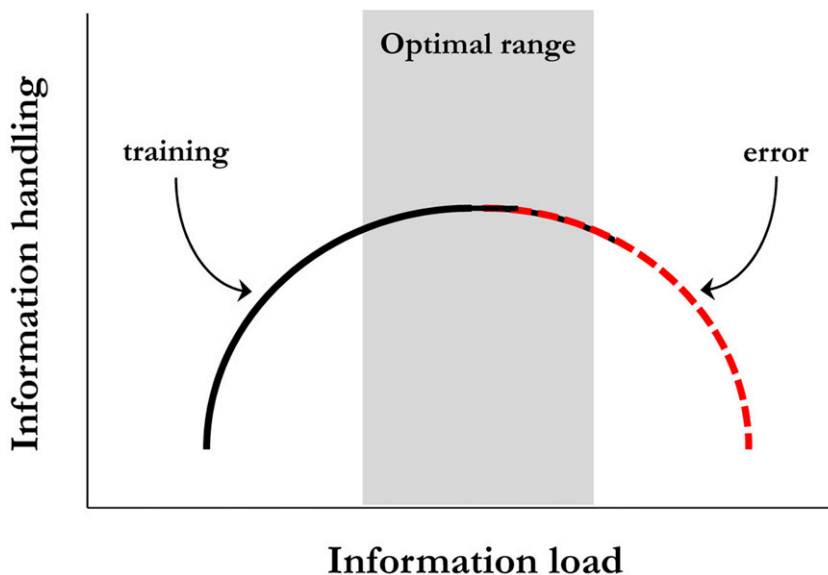 Optimal range
training
error
Information handling
Information load